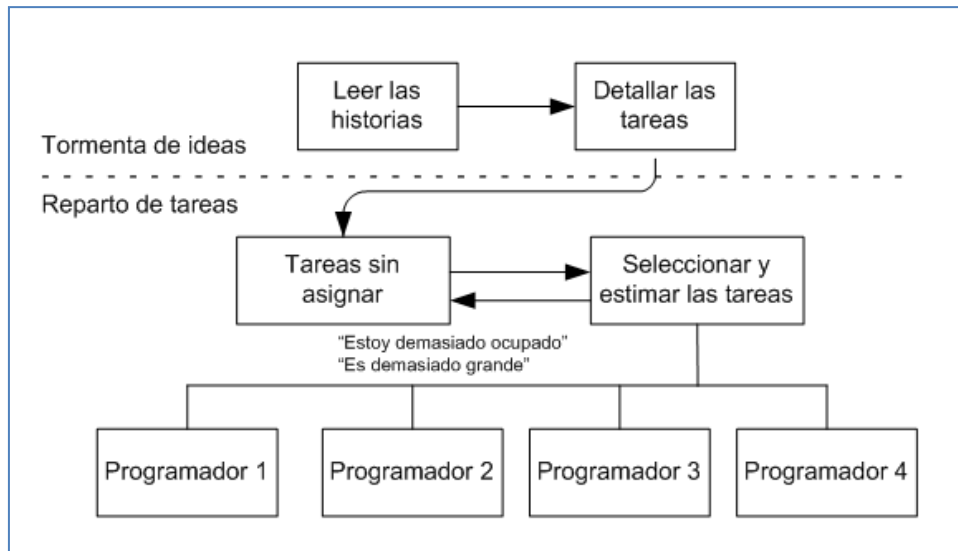 Leer las
historias
Detallar las
tareas
Tormenta de ideas
Reparto de tareas
Tareas sin
asignar
Seleccionar y
estimar las tareas
“Estoy demasiado ocupado”
“Es demasiado grande”
Programador 1
Programador 2
Programador 3
Programador 4